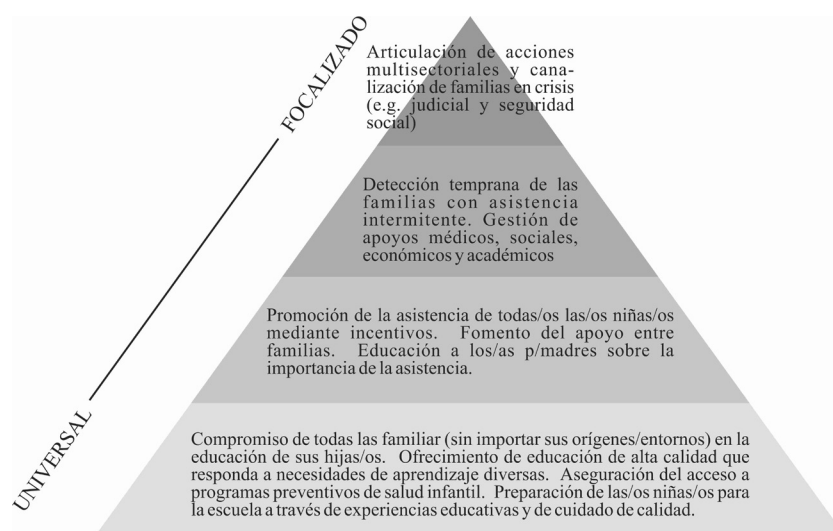 FOCALIZADO
Articulación de acciones
multisectoriales y cana-
lización de familias en crisis
(e.g. judicial y seguridad
social)
Detección temprana de las
familias con asistencia
intermitente. Gestión de
apoyos médicos, sociales,
económicos y académicos
Promoción de la asistencia de todas/os las/os niñas/os
mediante incentivos. Fomento del apoyo entre
familias. Educación a los/as p/madres sobre la
importancia de la asistencia.
UNIVERSAL
Compromiso de todas las familiar (sin importar sus orígenes/entornos) en la
educación de sus hijas/os. Ofrecimiento de educación de alta calidad que
responda a necesidades de aprendizaje diversas. Aseguración del acceso a
programas preventivos de salud infantil. Preparación de las/os niñas/os para
la escuela a través de experiencias educativas y de cuidado de calidad.